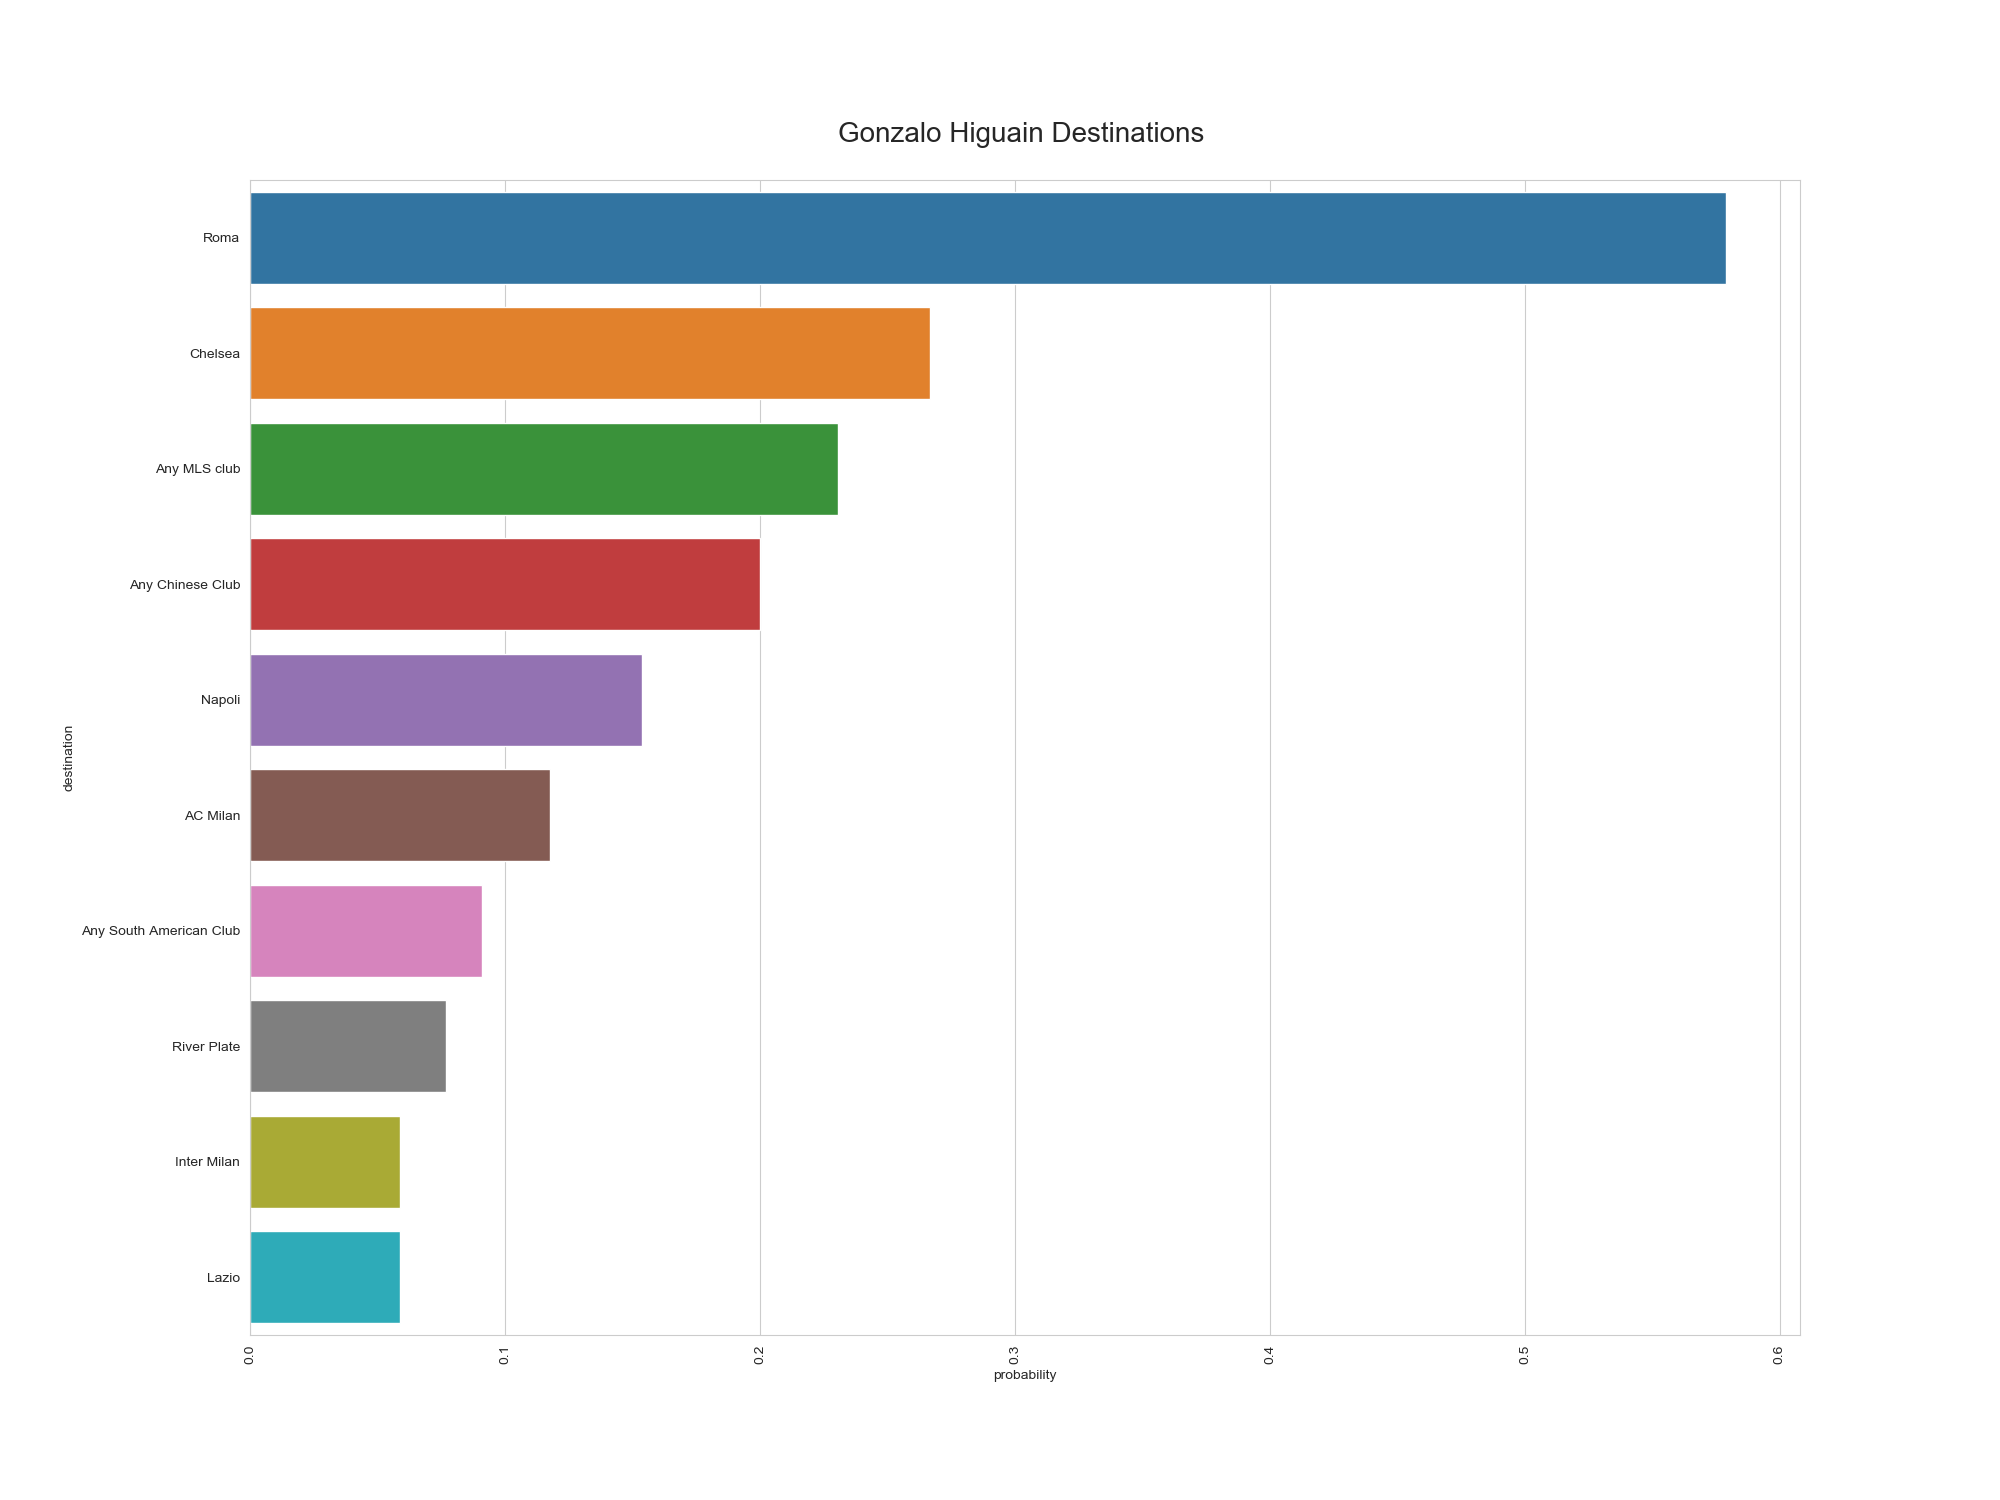 Gonzalo Higuain Destinations
destination
Roma
Chelsea
Any MLS club
Any Chinese Club
Napoli
AC Milan
Any South American Club
River Plate
Inter Milan
Lazio
0.0 0.1 0.2 0.3 0.4 0.5 0.6
probability